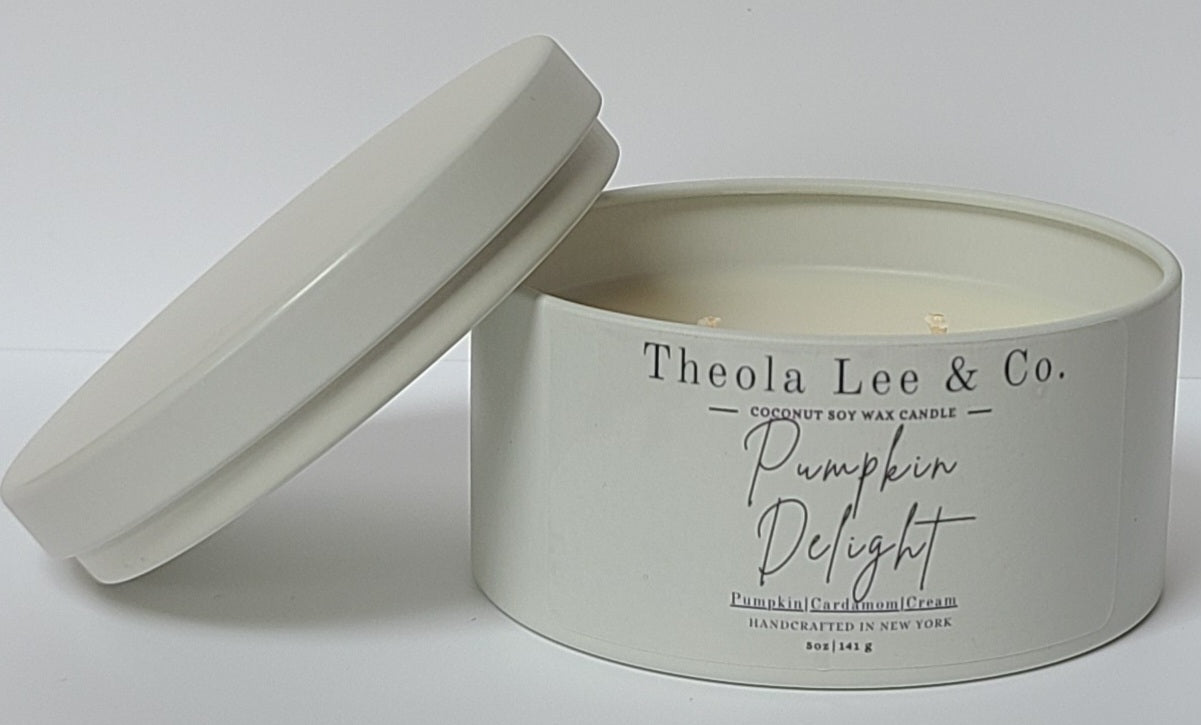 Theola Lee & Co.
COCONUT SOY WAX CANDLE
Pumpkin
Delight
Pumpkin|Cardamom|Cream
HANDCRAFTED IN NEW YORK
5oz|141 g